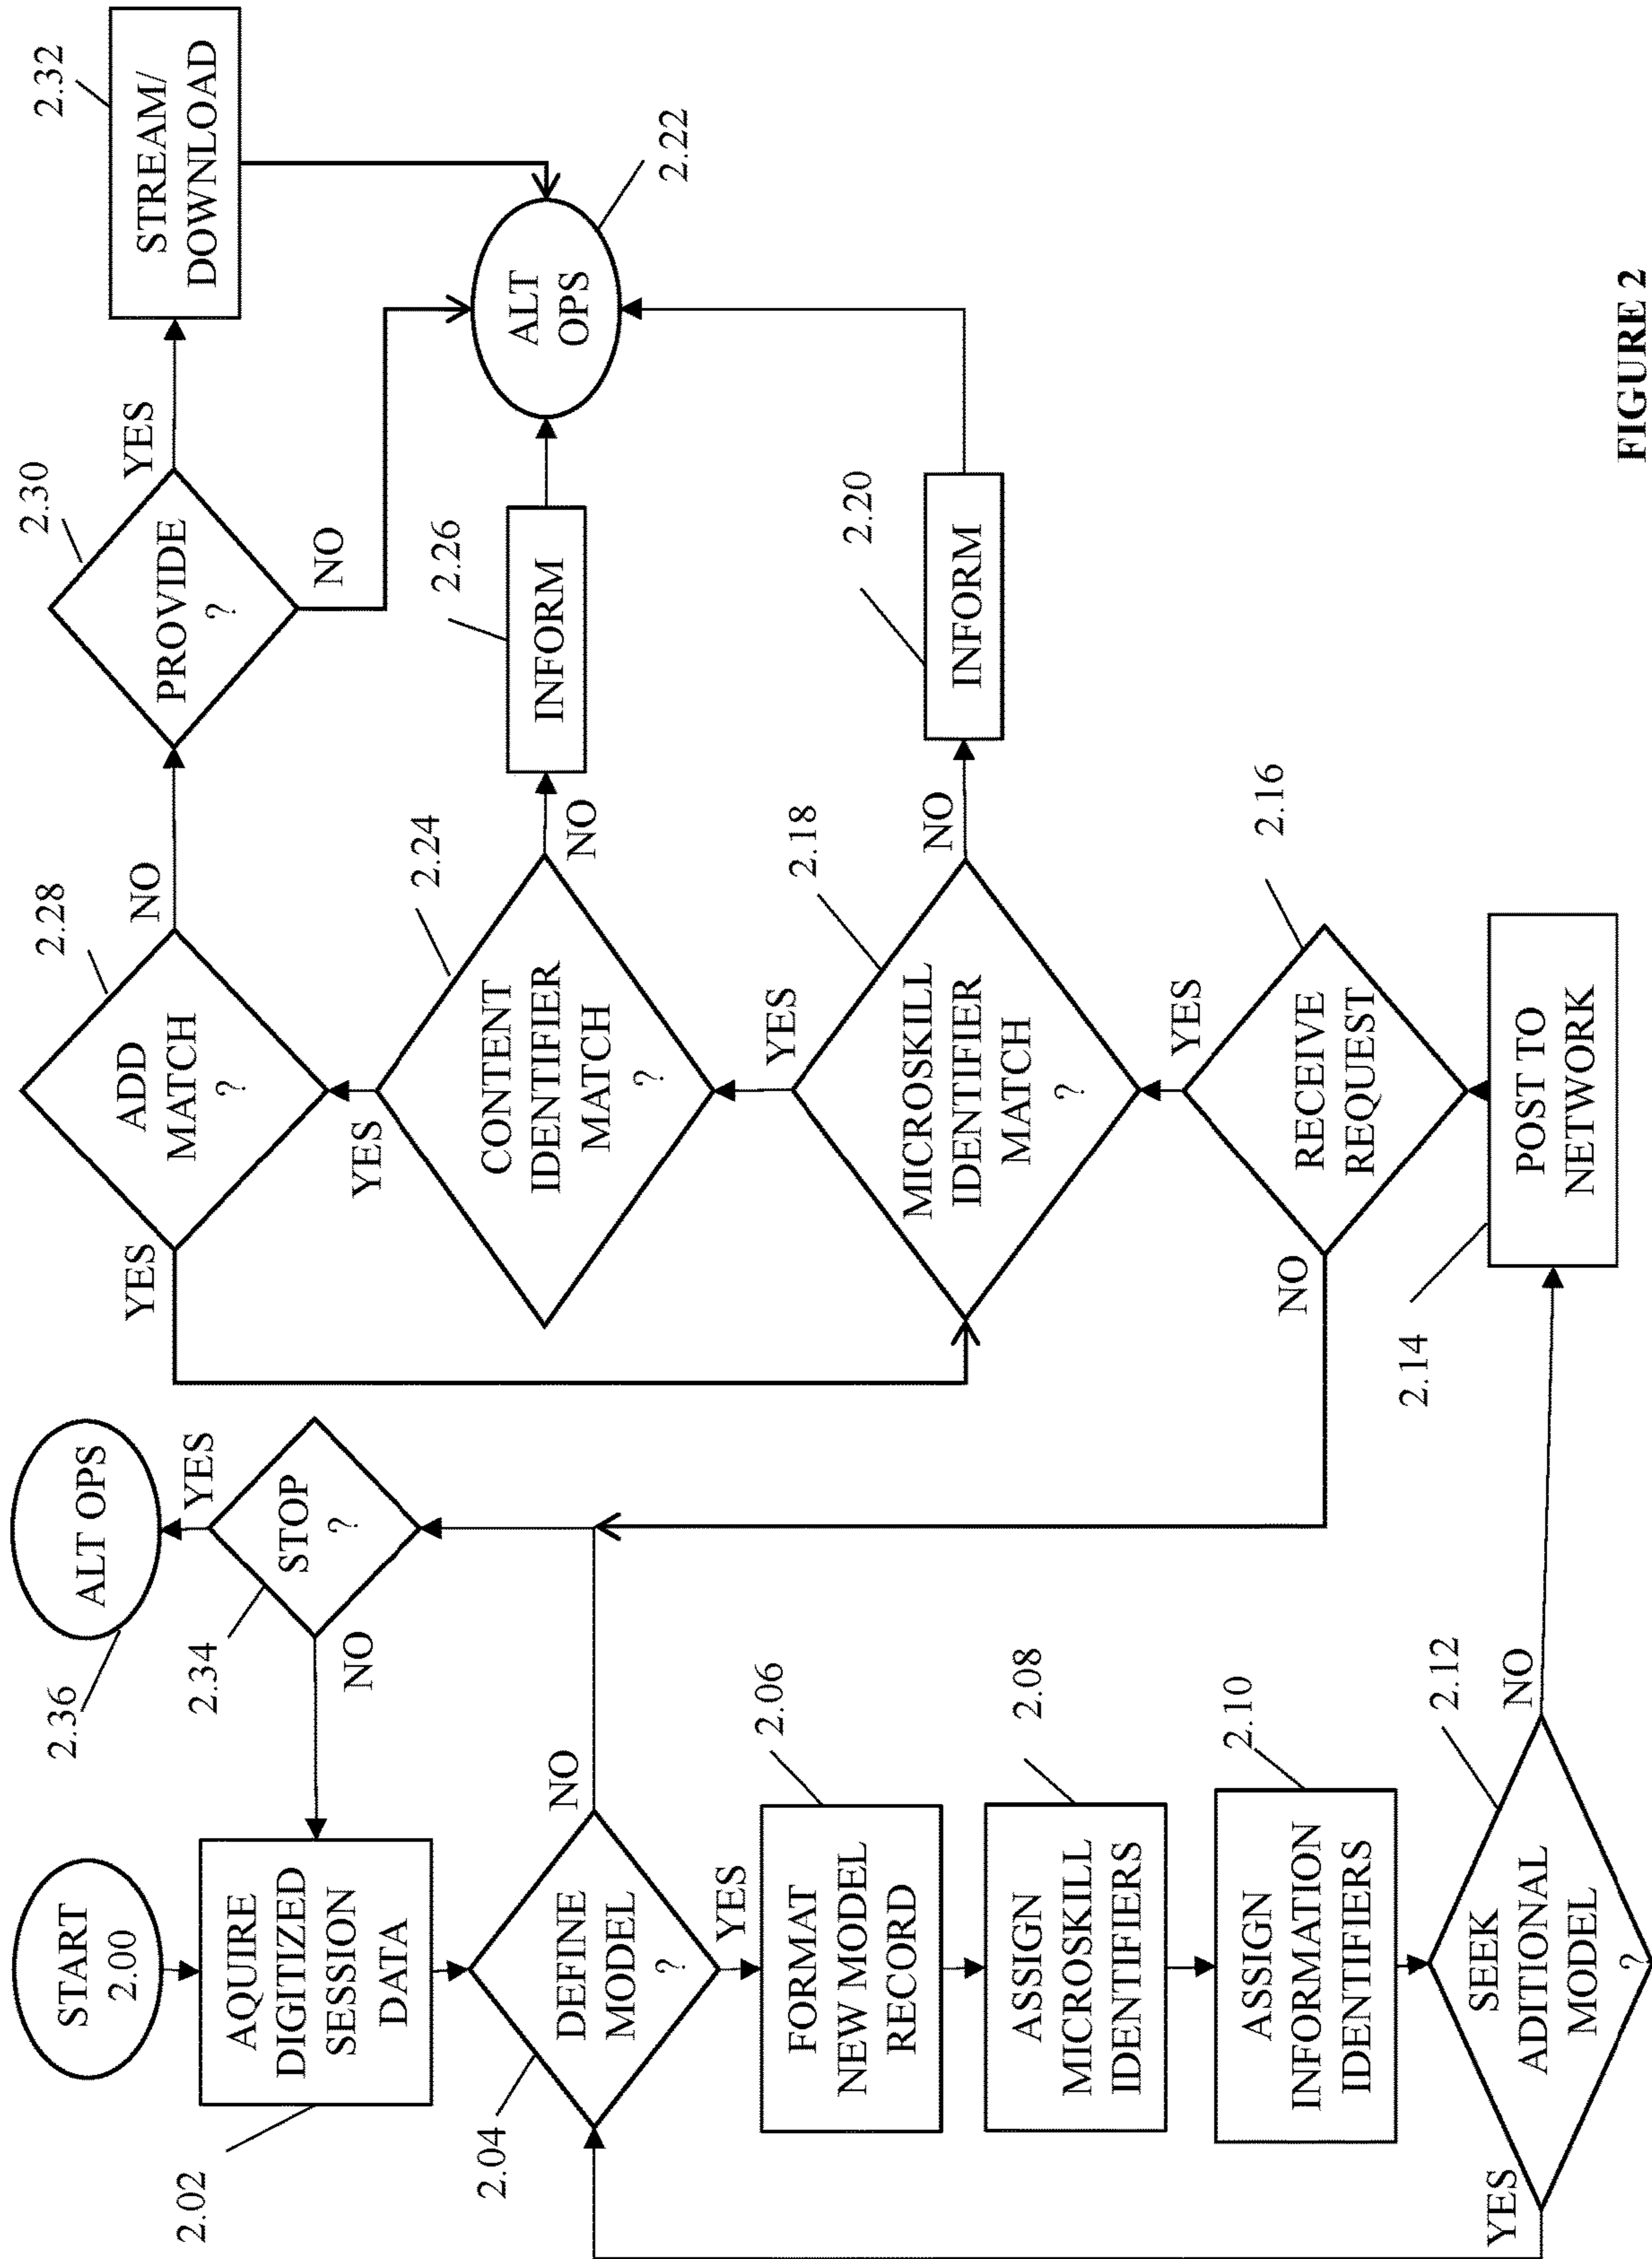 START
2.00
AQUIRE
DIGITIZED
SESSION
DATA
2.02
DEFINE
MODEL
?
2.04
NO
YES
FORMAT
NEW MODEL
RECORD
2.06
ASSIGN
MICROSKILL
IDENTIFIERS
2.08
ASSIGN
INFORMATION
IDENTIFIERS
2.10
SEEK
ADITIONAL
MODEL
?
2.12
YES
NO
ALT OPS
2.36
YES
STOP
?
2.34
NO
ADD
MATCH
?
2.28
YES
NO
CONTENT
IDENTIFIER
MATCH
?
2.24
YES
NO
MICROSKILL
IDENTIFIER
MATCH
?
2.18
YES
NO
RECEIVE
REQUEST
2.16
YES
NO
POST TO
NETWORK
2.14
PROVIDE
?
2.30
YES
NO
INFORM
2.26
INFORM
2.20
STREAM/
DOWNLOAD
2.32
ALT
OPS
2.22
FIGURE 2